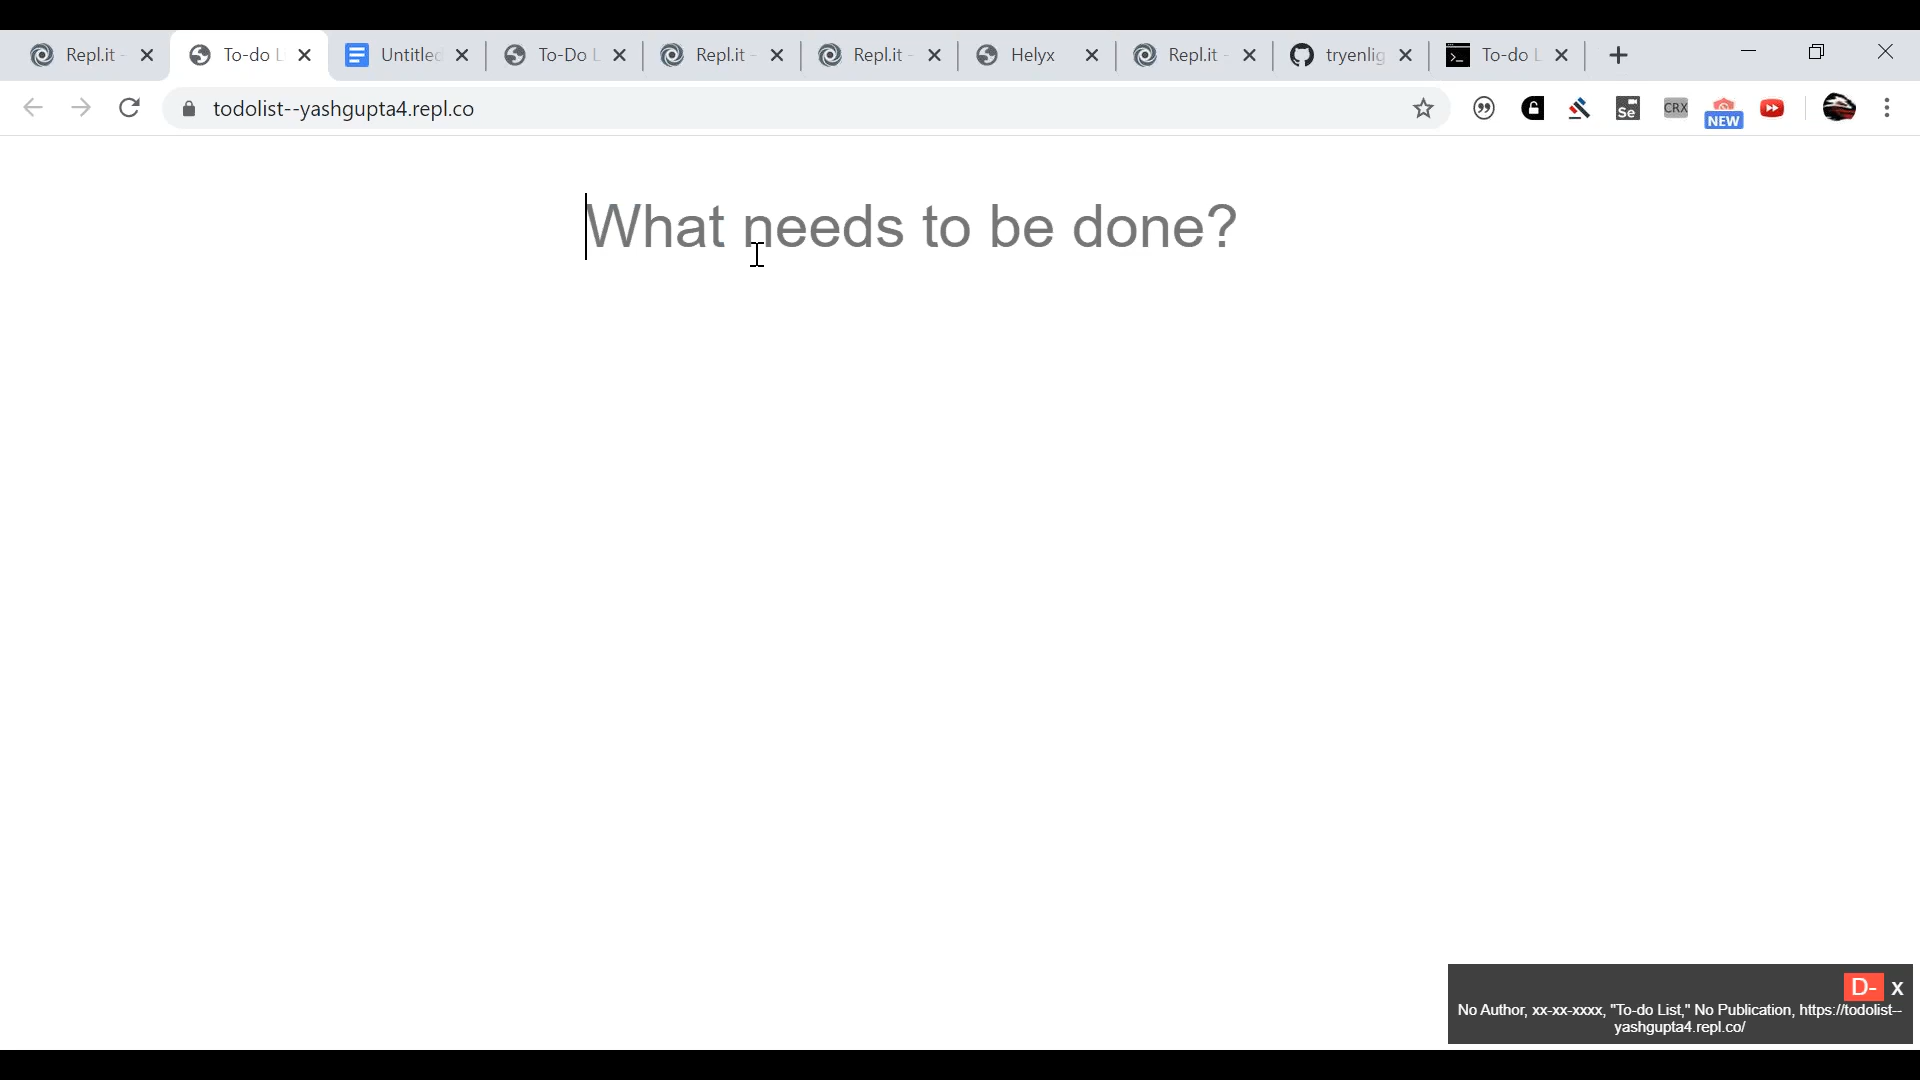 Repl.it - To-do L Untitled To-Do L Repl.it - Repl.it - Helyx Repl.it - tryenlig To-do L
todolist--yashgupta4.repl.co Se CRX NEW
What needs to be done?
D- x
No Author, xx-xx-xxxx, "To-do List," No Publication, https://todolist--
yashgupta4.repl.co/